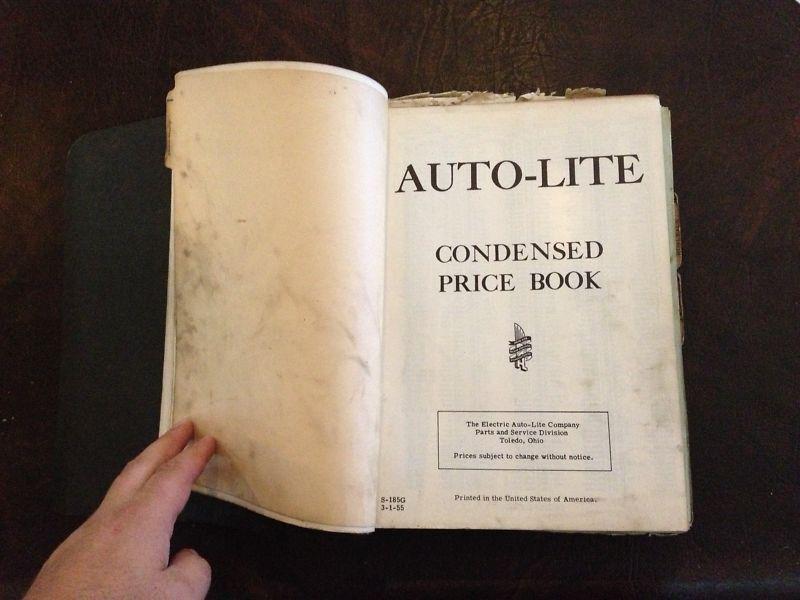 AUTO-LITE
CONDENSED
PRICE BOOK
The Electric Auto-Lite Company
Parts and Service Division
Toledo, Ohio
Prices subject to change without notice.
S-185G
3-1-55
Printed in the United States of America.